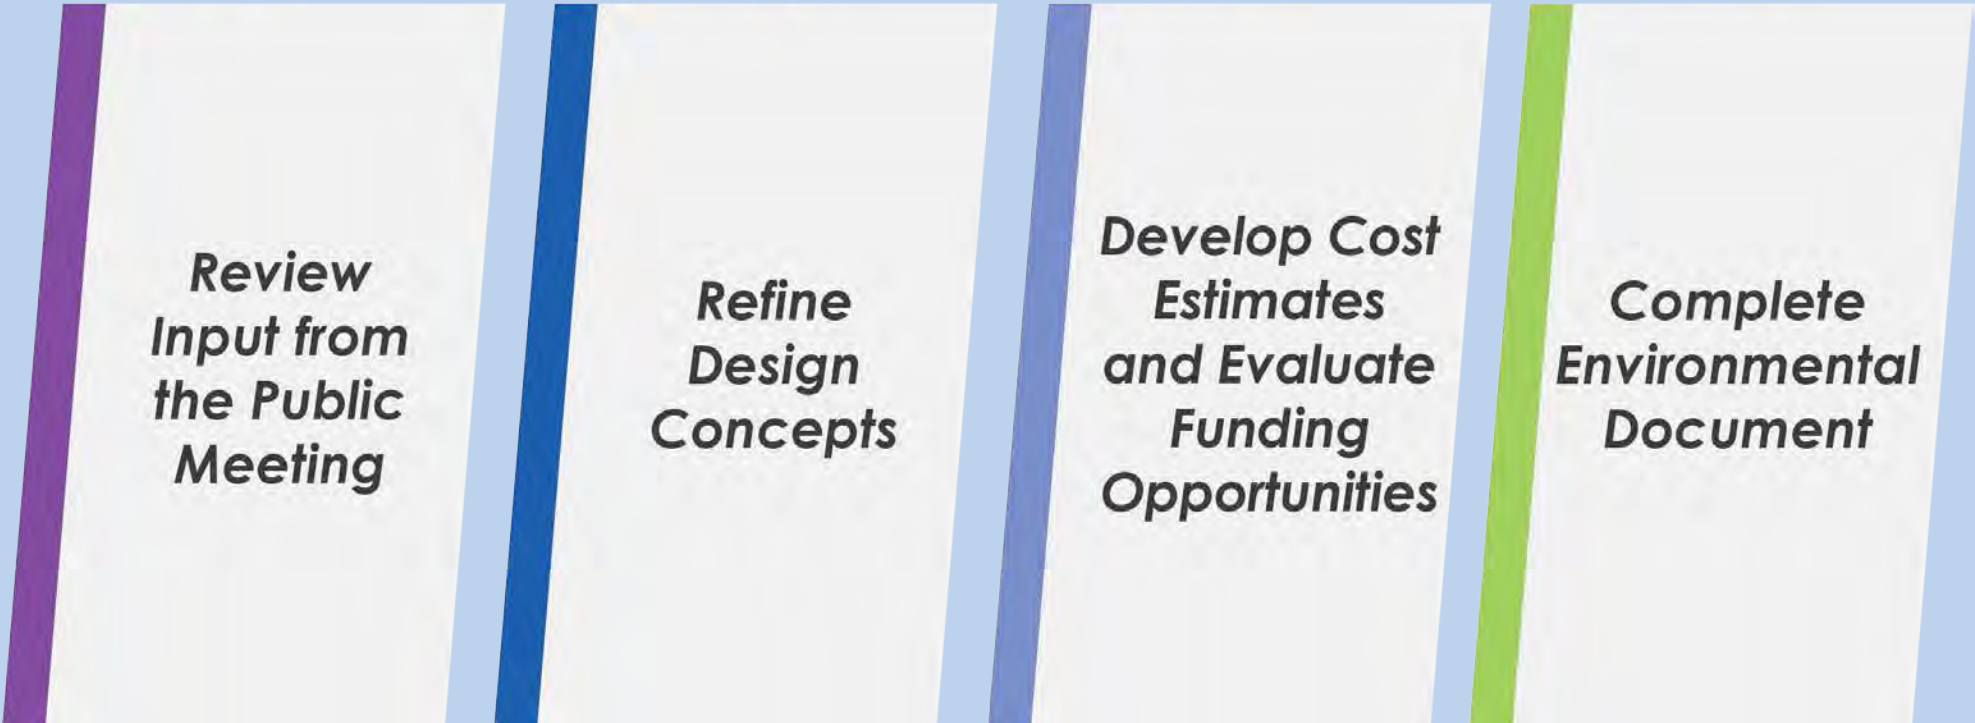 Review
Input from
the Public
Meeting
Refine
Design
Concepts
Develop Cost
Estimates
and Evaluate
Funding
Opportunities
Complete
Environmental
Document